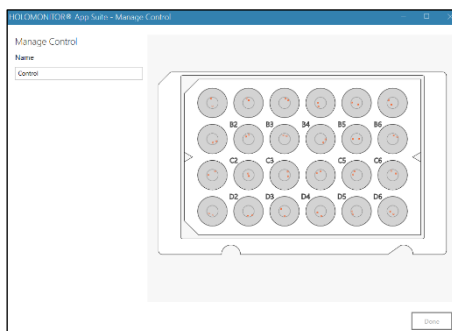 HOLOMONITOR® App Suite - Manage Control
Manage Control
Name
Control
B2 B3 B4 B5 B6
C2 C3 C5 C6
D2 D3 D4 D5 D6
Done